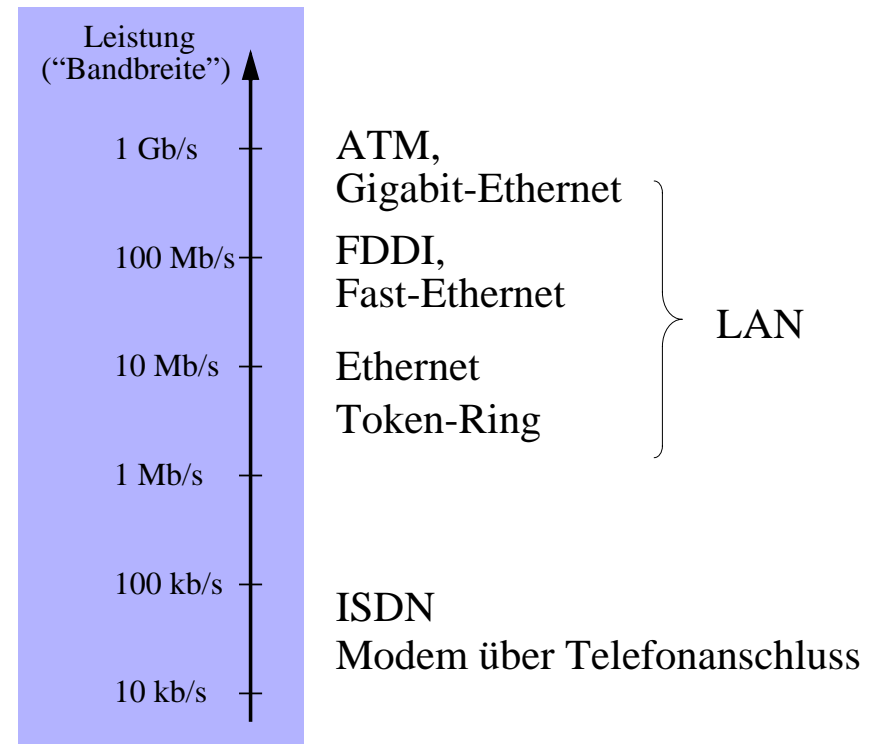 Leistung
(“Bandbreite”)
1 Gb/s
ATM,
Gigabit-Ethernet
100 Mb/s
FDDI,
Fast-Ethernet
LAN
10 Mb/s
Ethernet
Token-Ring
1 Mb/s
100 kb/s
ISDN
Modem über Telefonanschluss
10 kb/s